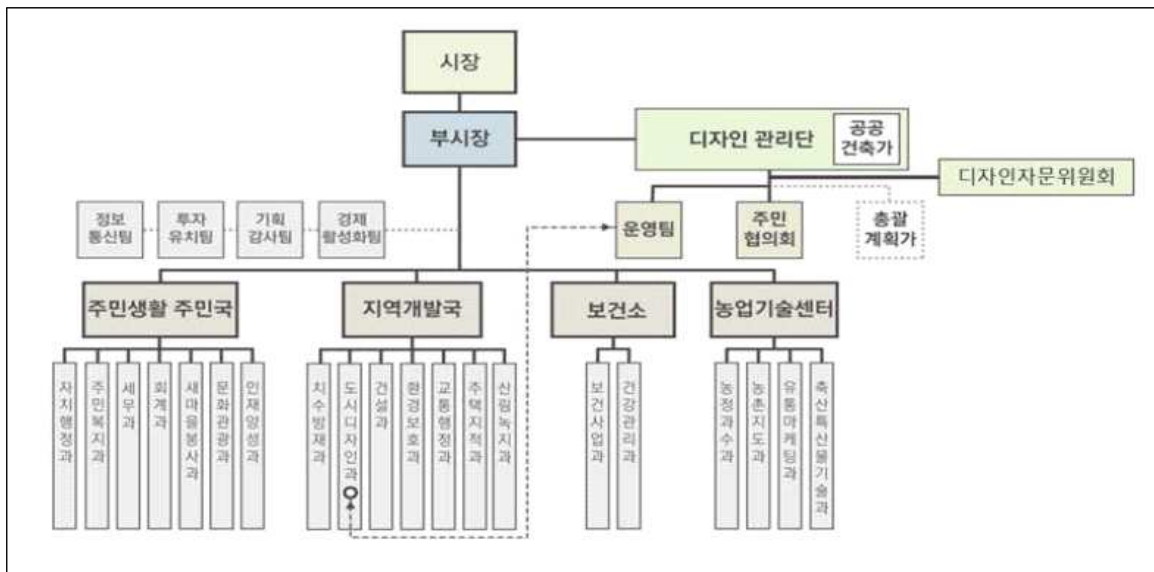 시장
부시장
디자인 관리단
공공
건축가
디자인자문위원회
정보
통신팀
투자
유치팀
기획
감사팀
경제
활성화팀
운영팀
주민
협의회
총괄
계획가
주민생활 주민국
지역개발국
보건소
농업기술센터
자치행정과
주민복지과
세무과
회계과
새마을봉사과
문화관광과
인재양성과
치수방재과
도시디자인과
건설과
환경보호과
교통행정과
주택지적과
산림녹지과
보건사업과
건강관리과
농정과수과
농촌지도과
유통마케팅과
축산특산물기술과